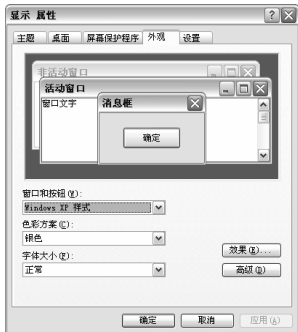 显示 属性
主题 桌面 屏幕保护程序 外观 设置
非活动窗口
活动窗口
窗口文字
消息框
确定
窗口和按钮(W):
Windows XP 样式
色彩方案(C):
银色
字体大小(F):
正常
效果(E)...
高级(D)
确定 取消 应用(A)